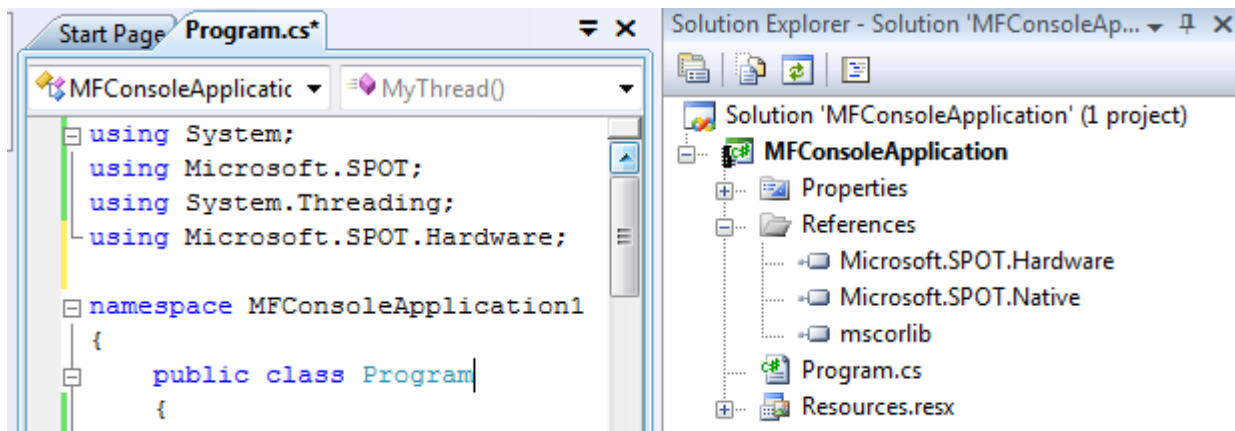 Start Page Program.cs*
MFConsoleApplicatic MyThread()
using System;
using Microsoft.SPOT;
using System.Threading;
using Microsoft.SPOT.Hardware;
namespace MFConsoleApplication1
{
public class Program
{
Solution Explorer - Solution 'MFConsoleAp...
Solution 'MFConsoleApplication' (1 project)
MFConsoleApplication
Properties
References
Microsoft.SPOT.Hardware
Microsoft.SPOT.Native
mscorlib
Program.cs
Resources.resx